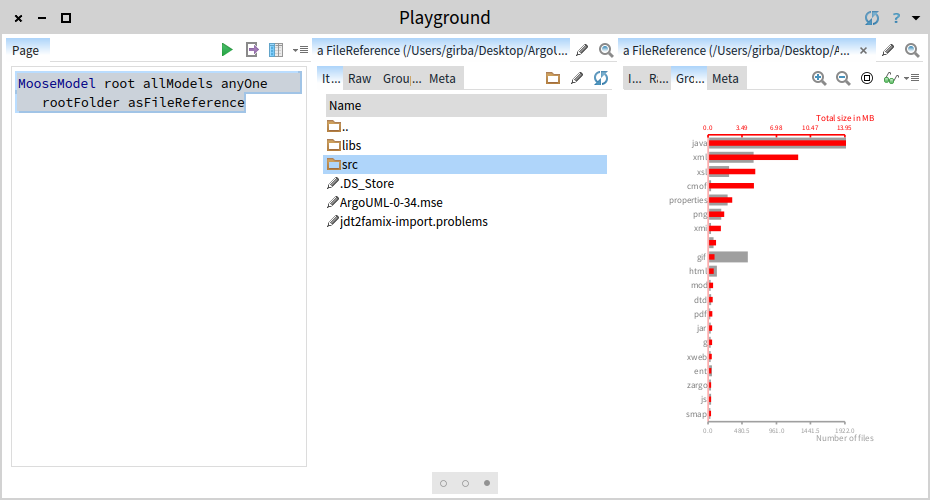 Playground
Page
MooseModel root allModels anyOne
rootFolder asFileReference
a FileReference (/Users/girba/Desktop/ArgoU...
It... Raw Grou... Meta
Name
..
libs
src
.DS_Store
ArgoUML-0-34.mse
jdt2famix-import.problems
a FileReference (/Users/girba/Desktop/A...
I... R... Gro... Meta
Total size in MB
0.0 3.49 6.98 10.47 13.95
java
xml
xsl
cmof
properties
png
xmi
gif
html
mod
dtd
pdf
jar
g
xweb
ent
zargo
js
smap
0.0 480.5 961.0 1441.5 1922.0
Number of files